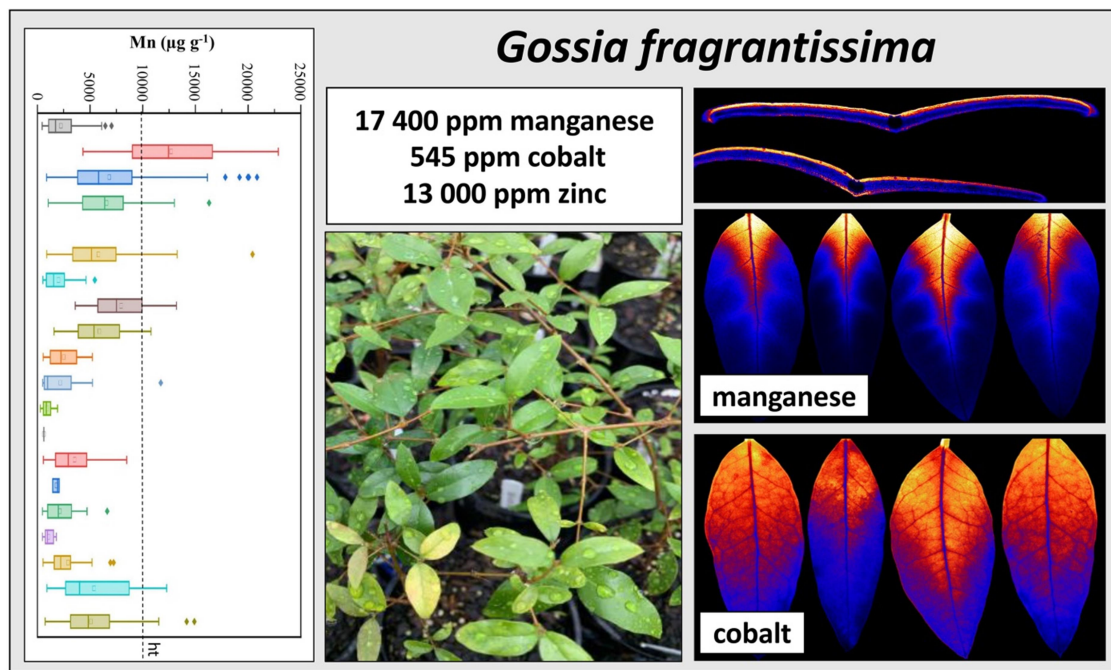 Gossia fragrantissima
Mn (µg g⁻¹)
0
5000
10000
15000
20000
25000
ht
17 400 ppm manganese
545 ppm cobalt
13 000 ppm zinc
manganese
cobalt